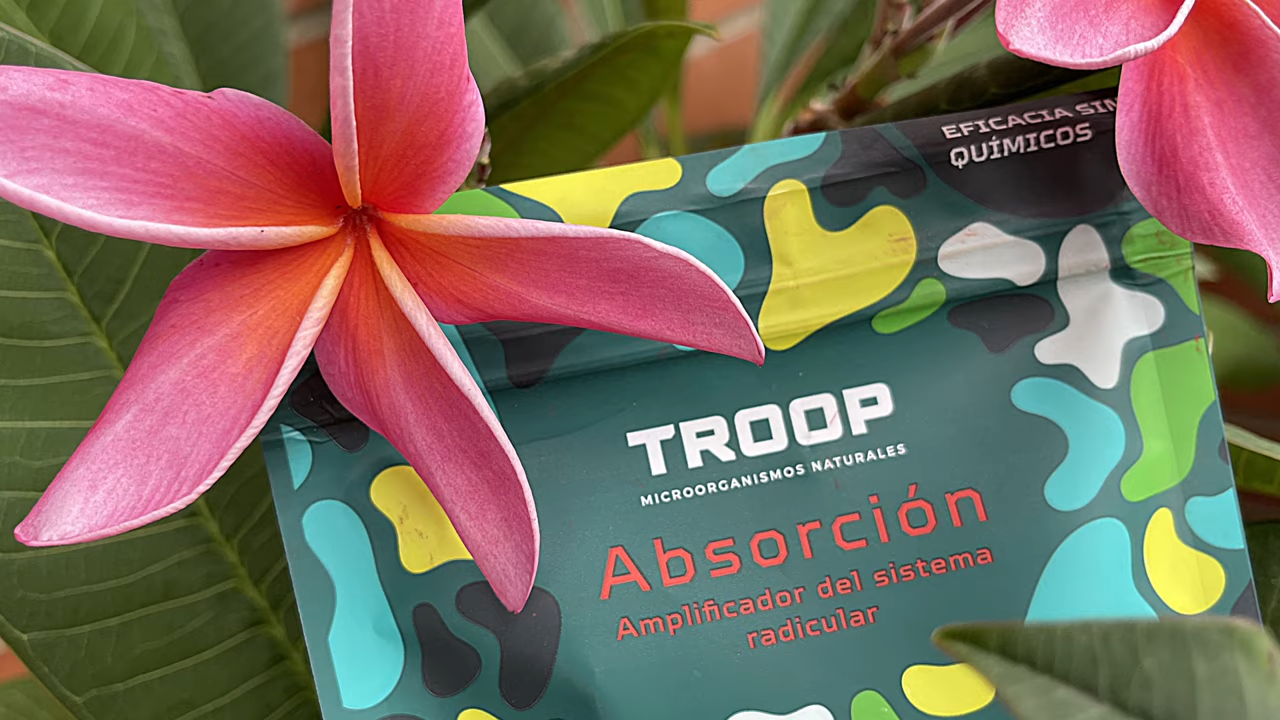 EFICACIA SIN
QUÍMICOS
TROOP
MICROORGANISMOS NATURALES
Absorción
Amplificador del sistema
radicular